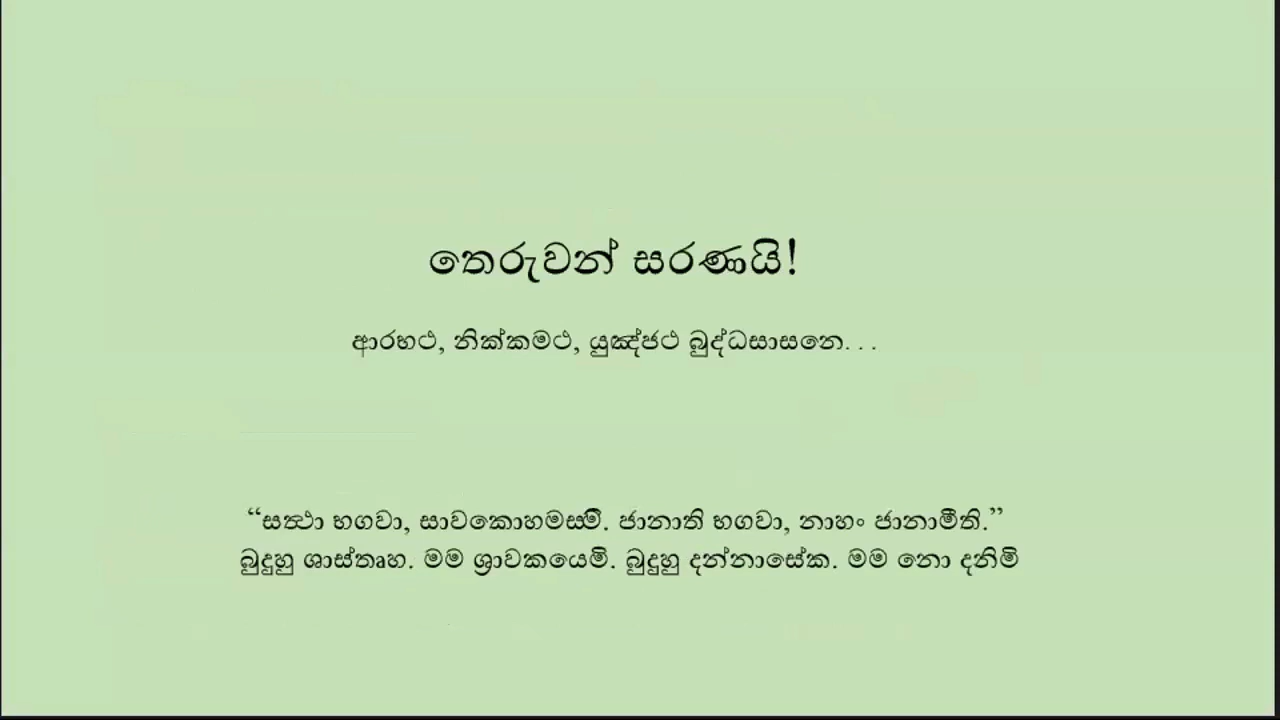 තෙරුවන් සරණයි!
ආරභථ, නික්කමථ, යුඤ්ජථ බුද්ධසාසනෙ...
“සත්‍ථා භගවා, සාවකොහමස්‍මි. ජානාති භගවා, නාහං ජානාමීති.”
බුදුහු ශාස්තෘහ. මම ශ්‍රාවකයෙමි. බුදුහු දන්නාසේක. මම නො දනිමි